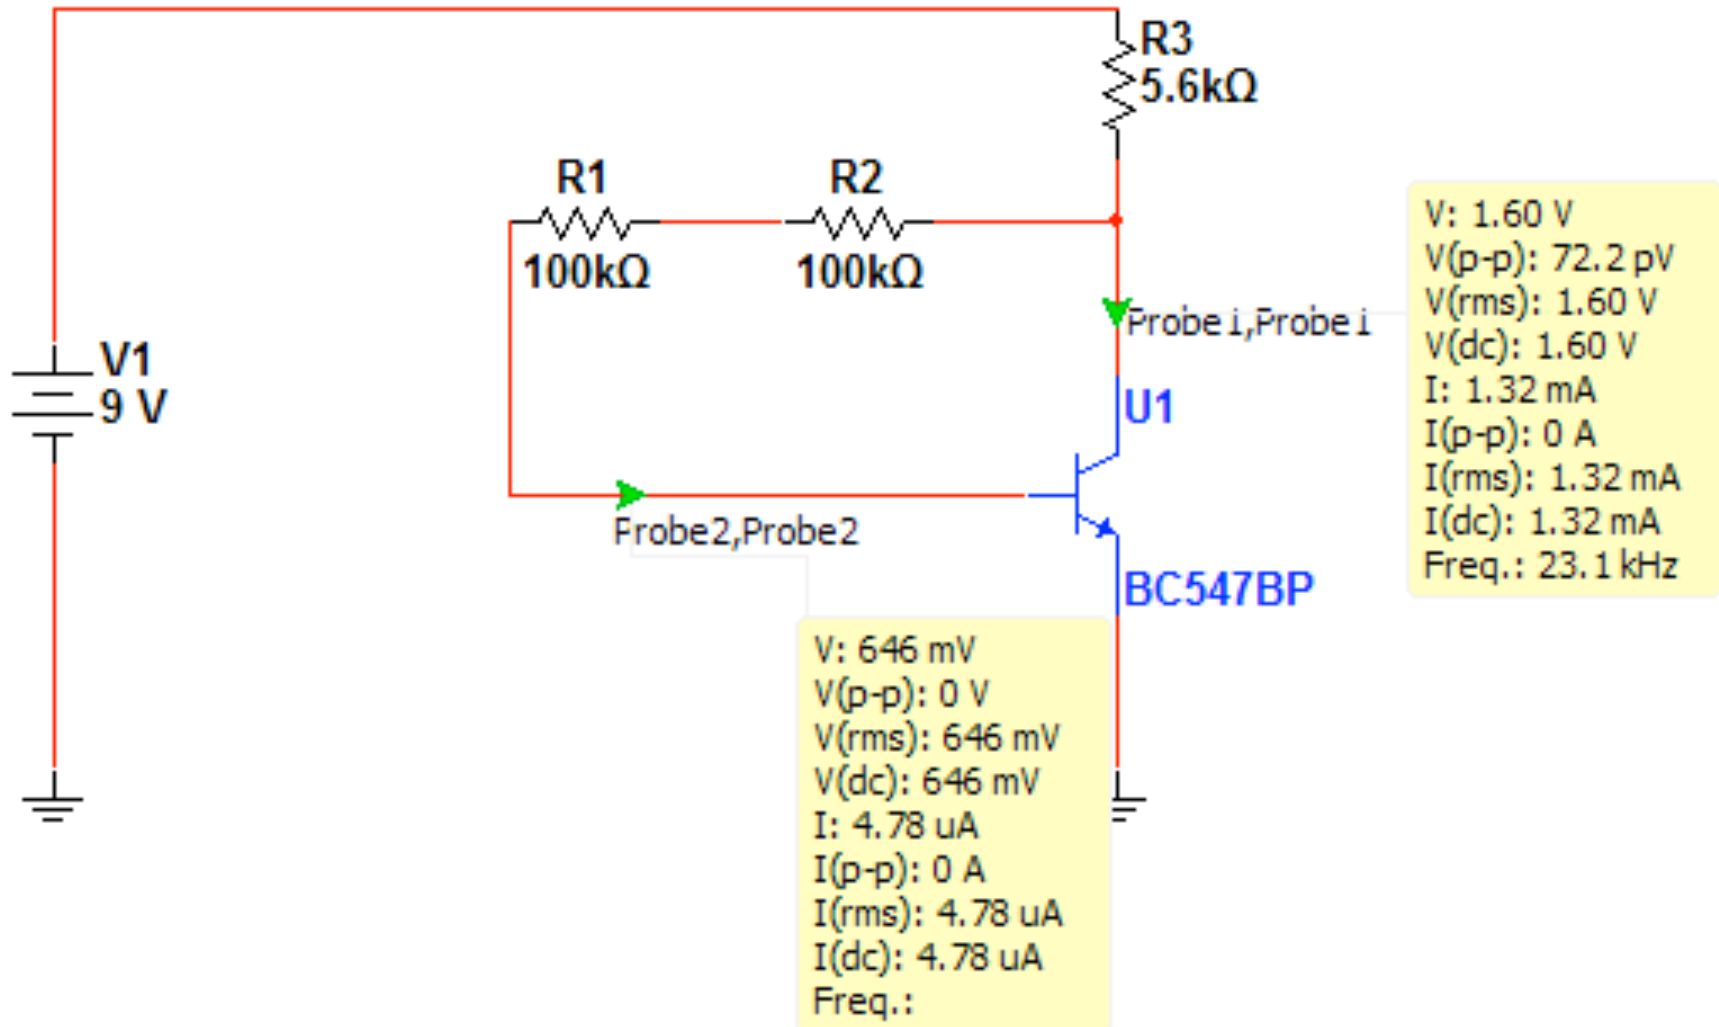 R3
5.6kΩ
R1
R2
100kΩ
100kΩ
V1
9 V
Probe1,Probe1
V: 1.60 V
V(p-p): 72.2 pV
V(rms): 1.60 V
V(dc): 1.60 V
I: 1.32 mA
I(p-p): 0 A
I(rms): 1.32 mA
I(dc): 1.32 mA
Freq.: 23.1 kHz
U1
Probe2,Probe2
BC547BP
V: 646 mV
V(p-p): 0 V
V(rms): 646 mV
V(dc): 646 mV
I: 4.78 uA
I(p-p): 0 A
I(rms): 4.78 uA
I(dc): 4.78 uA
Freq.: